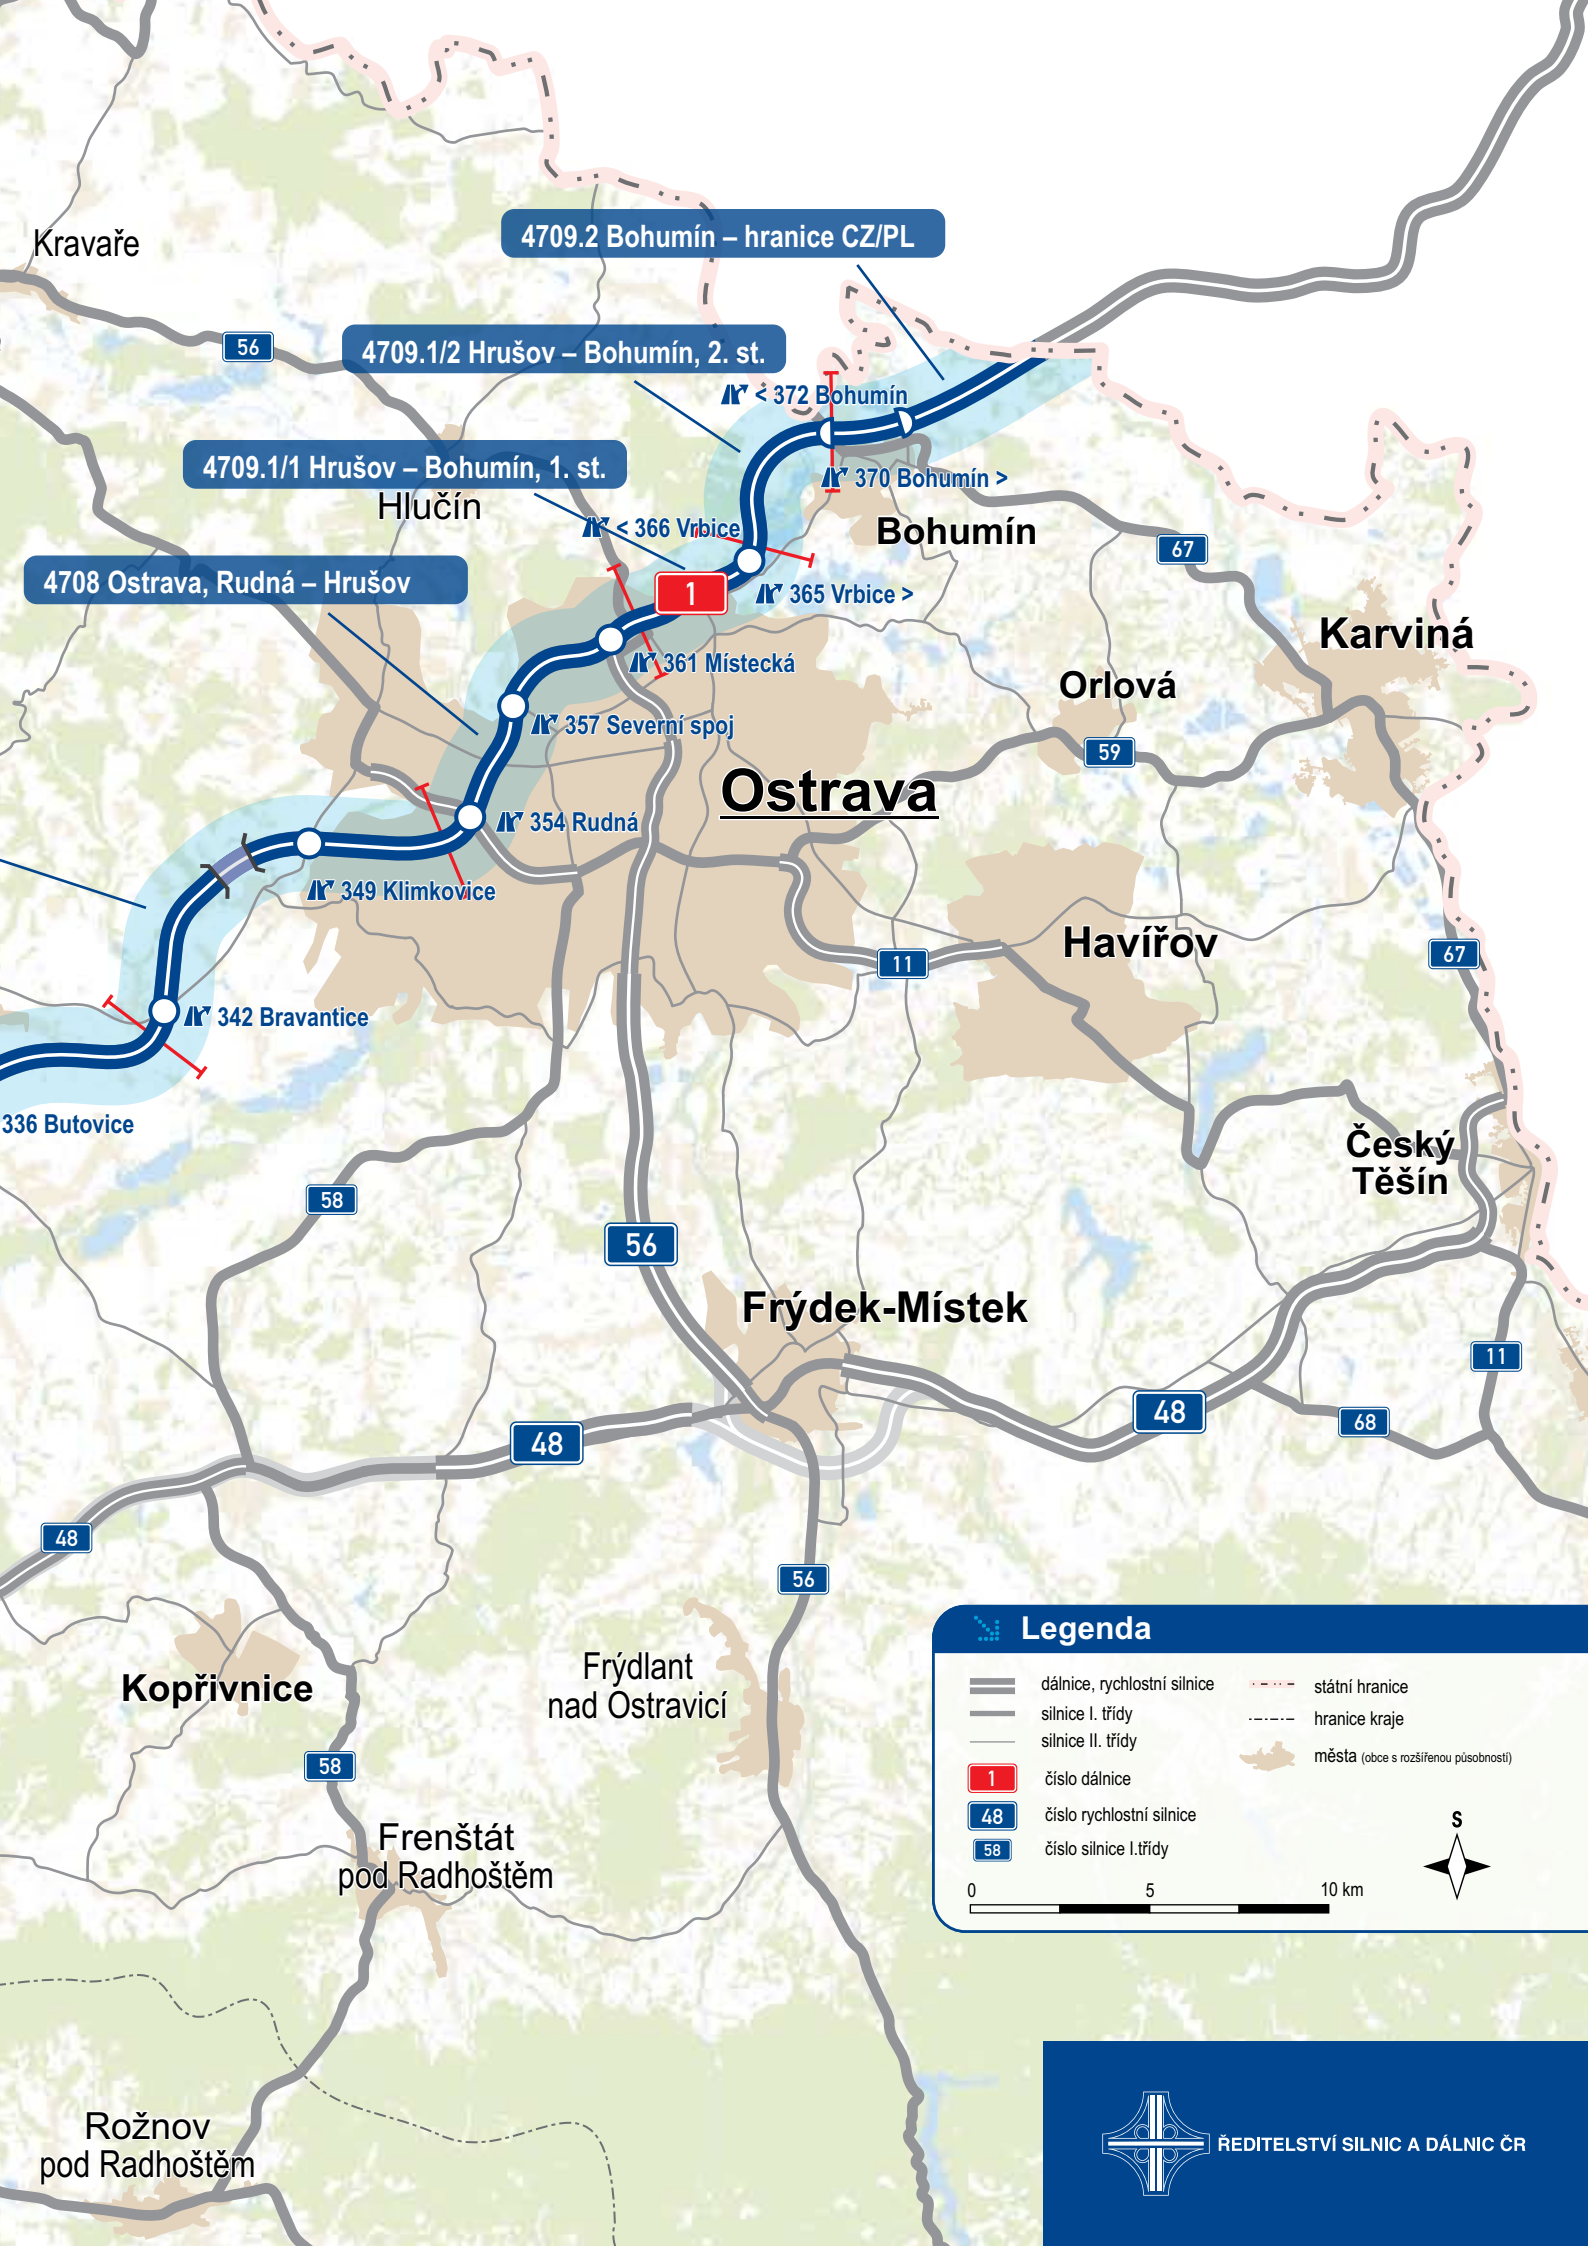 4709.2 Bohumín – hranice CZ/PL
Kravaře
56
4709.1/2 Hrušov – Bohumín, 2. st.
< 372 Bohumín
4709.1/1 Hrušov – Bohumín, 1. st.
370 Bohumín >
Hlučín
< 366 Vrbice
Bohumín
67
4708 Ostrava, Rudná – Hrušov
1
365 Vrbice >
Karviná
361 Místecká
Orlová
357 Severní spoj
59
Ostrava
354 Rudná
349 Klimkovice
Havířov
67
11
342 Bravantice
336 Butovice
Český
Těšín
58
56
Frýdek-Místek
11
48
68
48
48
56
Legenda
dálnice, rychlostní silnice
silnice I. třídy
silnice II. třídy
1 číslo dálnice
48 číslo rychlostní silnice
58 číslo silnice I.třídy
státní hranice
hranice kraje
města (obce s rozšířenou působností)
S
0 5 10 km
Frýdlant
nad Ostravicí
Kopřivnice
58
Frenštát
pod Radhoštěm
Rožnov
pod Radhoštěm
ŘEDITELSTVÍ SILNIC A DÁLNIC ČR